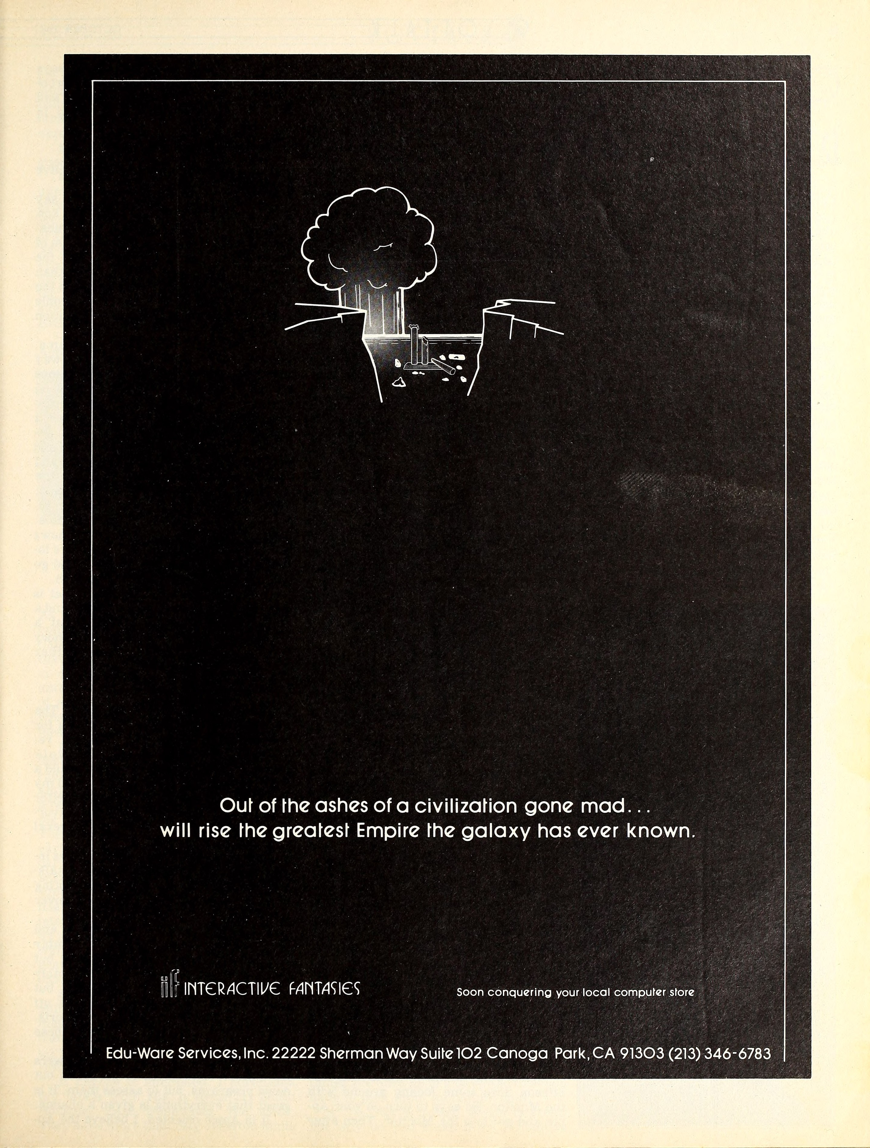 Out of the ashes of a civilization gone mad...
will rise the greatest Empire the galaxy has ever known.
if INTERACTIVE FANTASIES
Soon conquering your local computer store
Edu-Ware Services, Inc. 22222 Sherman Way Suite 102 Canoga Park, CA 91303 (213) 346-6783